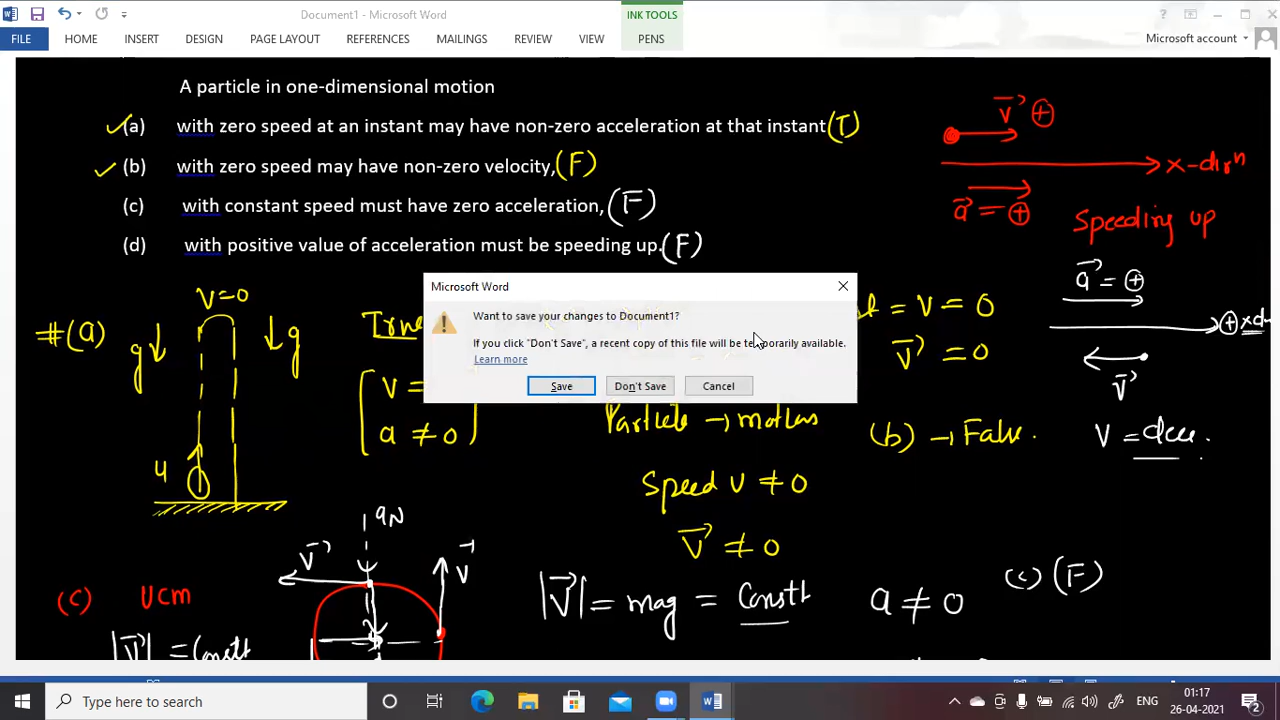 Document1 - Microsoft Word
INK TOOLS
FILE HOME INSERT DESIGN PAGE LAYOUT REFERENCES MAILINGS REVIEW VIEW PENS
Microsoft account
A particle in one-dimensional motion
(a) with zero speed at an instant may have non-zero acceleration at that instant (T)
(b) with zero speed may have non-zero velocity, (F)
(c) with constant speed must have zero acceleration, (F)
(d) with positive value of acceleration must be speeding up. (F)
v⃗ ⊕
x-dirⁿ
a⃗ = ⊕
Speeding up
a⃗ = ⊕
v⃗
V =
#(a)
V=0
g↓ ↓g
True
a ≠ 0
u
Microsoft Word
Want to save your changes to Document1?
If you click "Don't Save", a recent copy of this file will be temporarily available.
Learn more
Save Don't Save Cancel
= V = 0
v⃗ = 0
Particle →
(b) → False.
Speed v ≠ 0
v⃗ ≠ 0
(c) UCM
|v⃗| = Constt
aN
v⃗
v⃗
|v⃗| = mag = Constt
a ≠ 0
(c) (F)
Type here to search
ENG
01:17
26-04-2021
2